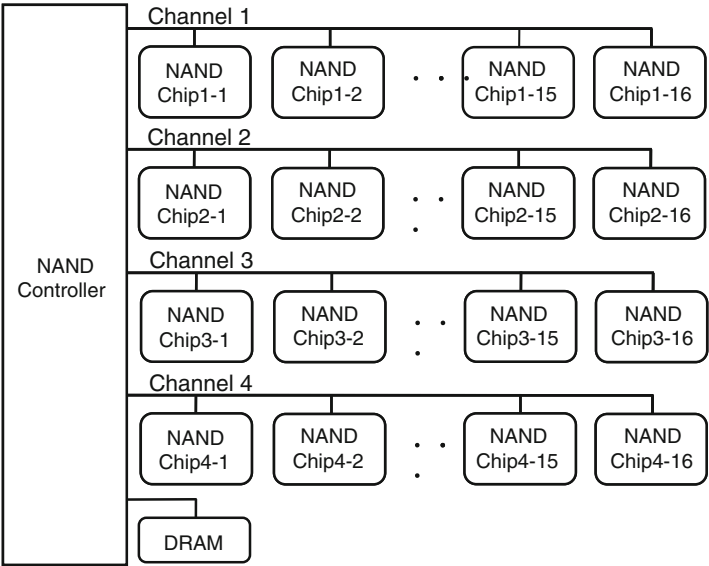 Channel 1
NAND
Chip1-1
NAND
Chip1-2
. . .
NAND
Chip1-15
NAND
Chip1-16
Channel 2
NAND
Chip2-1
NAND
Chip2-2
. . .
NAND
Chip2-15
NAND
Chip2-16
NAND
Controller
Channel 3
NAND
Chip3-1
NAND
Chip3-2
. . .
NAND
Chip3-15
NAND
Chip3-16
Channel 4
NAND
Chip4-1
NAND
Chip4-2
. . .
NAND
Chip4-15
NAND
Chip4-16
DRAM